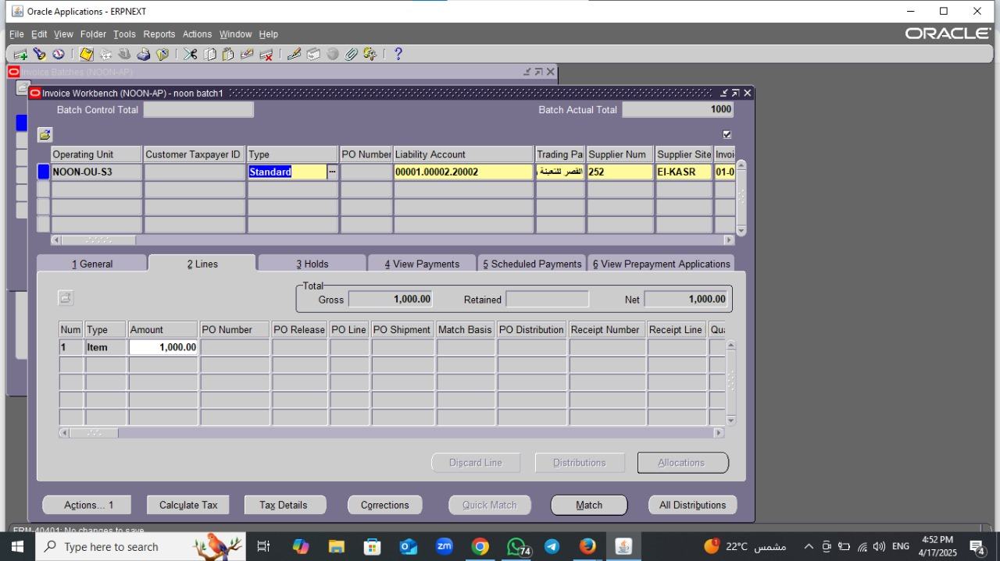 Oracle Applications - ERPNEXT
File Edit View Folder Tools Reports Actions Window Help
ORACLE
Invoice Batches (NOON-AP)
Invoice Workbench (NOON-AP) - noon batch1
Batch Control Total Batch Actual Total 1000
Operating Unit Customer Taxpayer ID Type PO Number Liability Account Trading Pa Supplier Num Supplier Site Invoi
NOON-OU-S3 Standard ... 00001.00002.20002 القصر للتعبئة و 252 El-KASR 01-0
1 General 2 Lines 3 Holds 4 View Payments 5 Scheduled Payments 6 View Prepayment Applications
Total
Gross 1,000.00 Retained Net 1,000.00
Num Type Amount PO Number PO Release PO Line PO Shipment Match Basis PO Distribution Receipt Number Receipt Line Qua
1 Item 1,000.00
Discard Line Distributions Allocations
Actions... 1 Calculate Tax Tax Details Corrections Quick Match Match All Distributions
FRM-40401: No changes to save.
Type here to search zm 74 1 22°C مشمس ENG 4:52 PM 4
4/17/2025